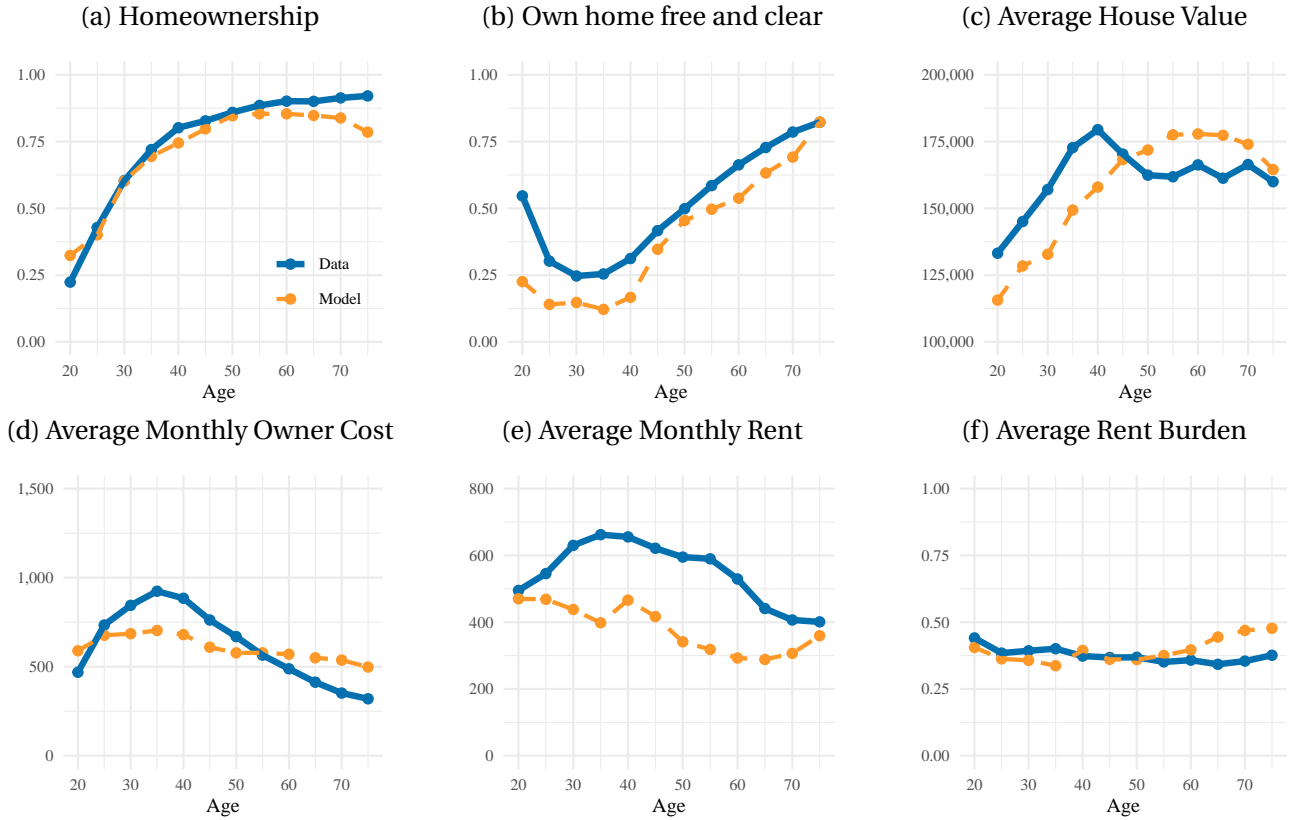 (a) Homeownership
1.00
0.75
0.50
0.25
0.00
Data
Model
20 30 40 50 60 70
Age
(b) Own home free and clear
1.00
0.75
0.50
0.25
0.00
20 30 40 50 60 70
Age
(c) Average House Value
200,000
175,000
150,000
125,000
100,000
20 30 40 50 60 70
Age
(d) Average Monthly Owner Cost
1,500
1,000
500
0
20 30 40 50 60 70
Age
(e) Average Monthly Rent
800
600
400
200
0
20 30 40 50 60 70
Age
(f) Average Rent Burden
1.00
0.75
0.50
0.25
0.00
20 30 40 50 60 70
Age